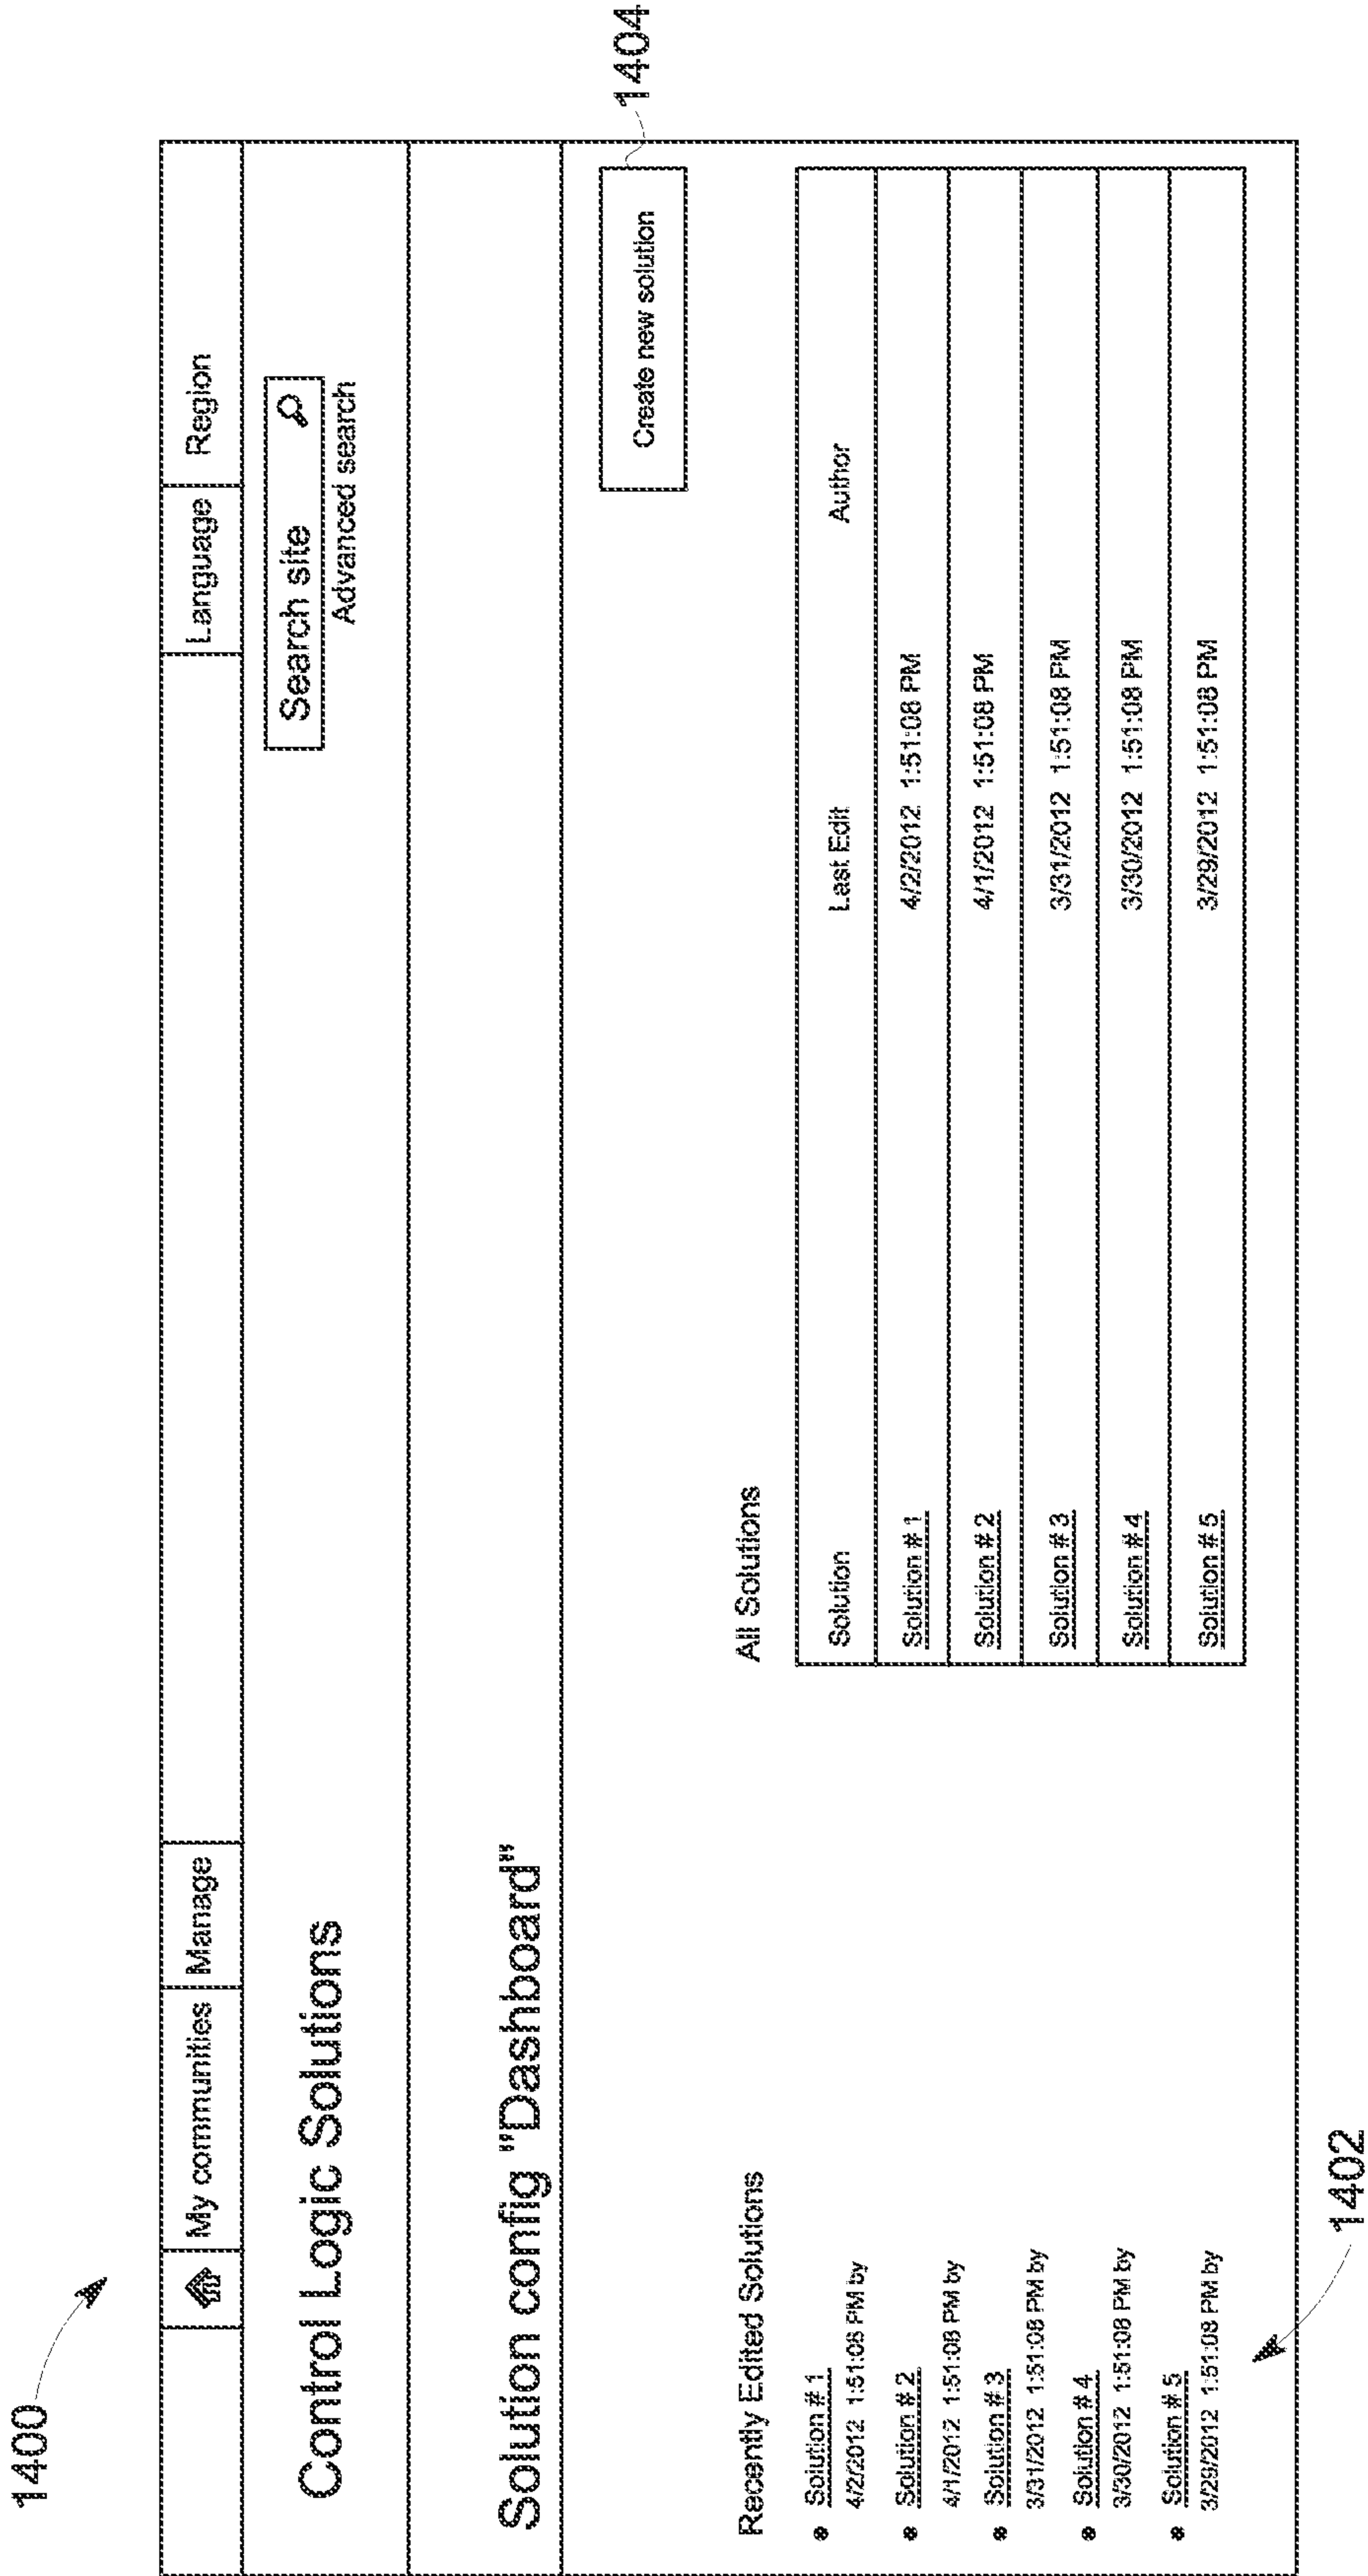 1400
My communities Manage Language Region
Control Logic Solutions
Search site
Advanced search
Solution config "Dashboard"
Create new solution
1404
Recently Edited Solutions
Solution # 1
4/2/2012 1:51:08 PM by
Solution # 2
4/1/2012 1:51:08 PM by
Solution # 3
3/31/2012 1:51:08 PM by
Solution # 4
3/30/2012 1:51:08 PM by
Solution # 5
3/29/2012 1:51:08 PM by
1402
All Solutions
Solution Last Edit Author
Solution # 1 4/2/2012 1:51:08 PM
Solution # 2 4/1/2012 1:51:08 PM
Solution # 3 3/31/2012 1:51:08 PM
Solution # 4 3/30/2012 1:51:08 PM
Solution # 5 3/29/2012 1:51:08 PM